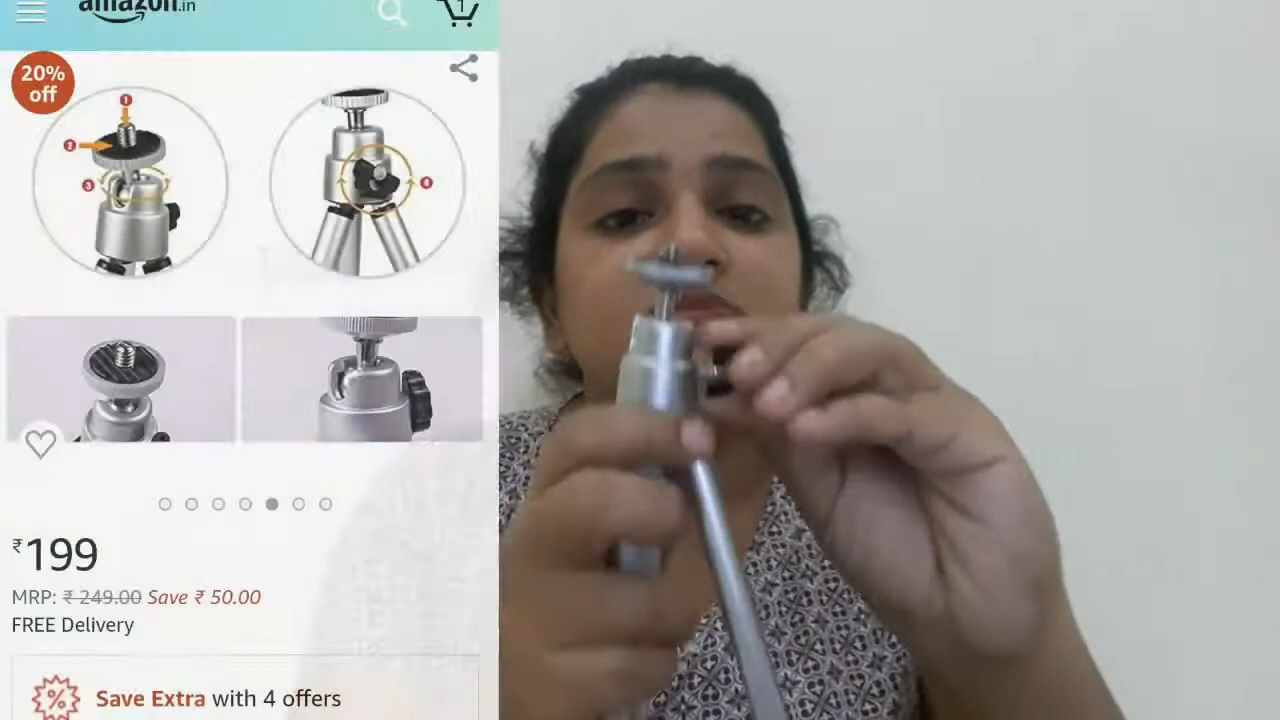 amazon.in
1
20%
off
1
2
3
4
₹199
MRP: ₹ 249.00 Save ₹ 50.00
FREE Delivery
Save Extra with 4 offers